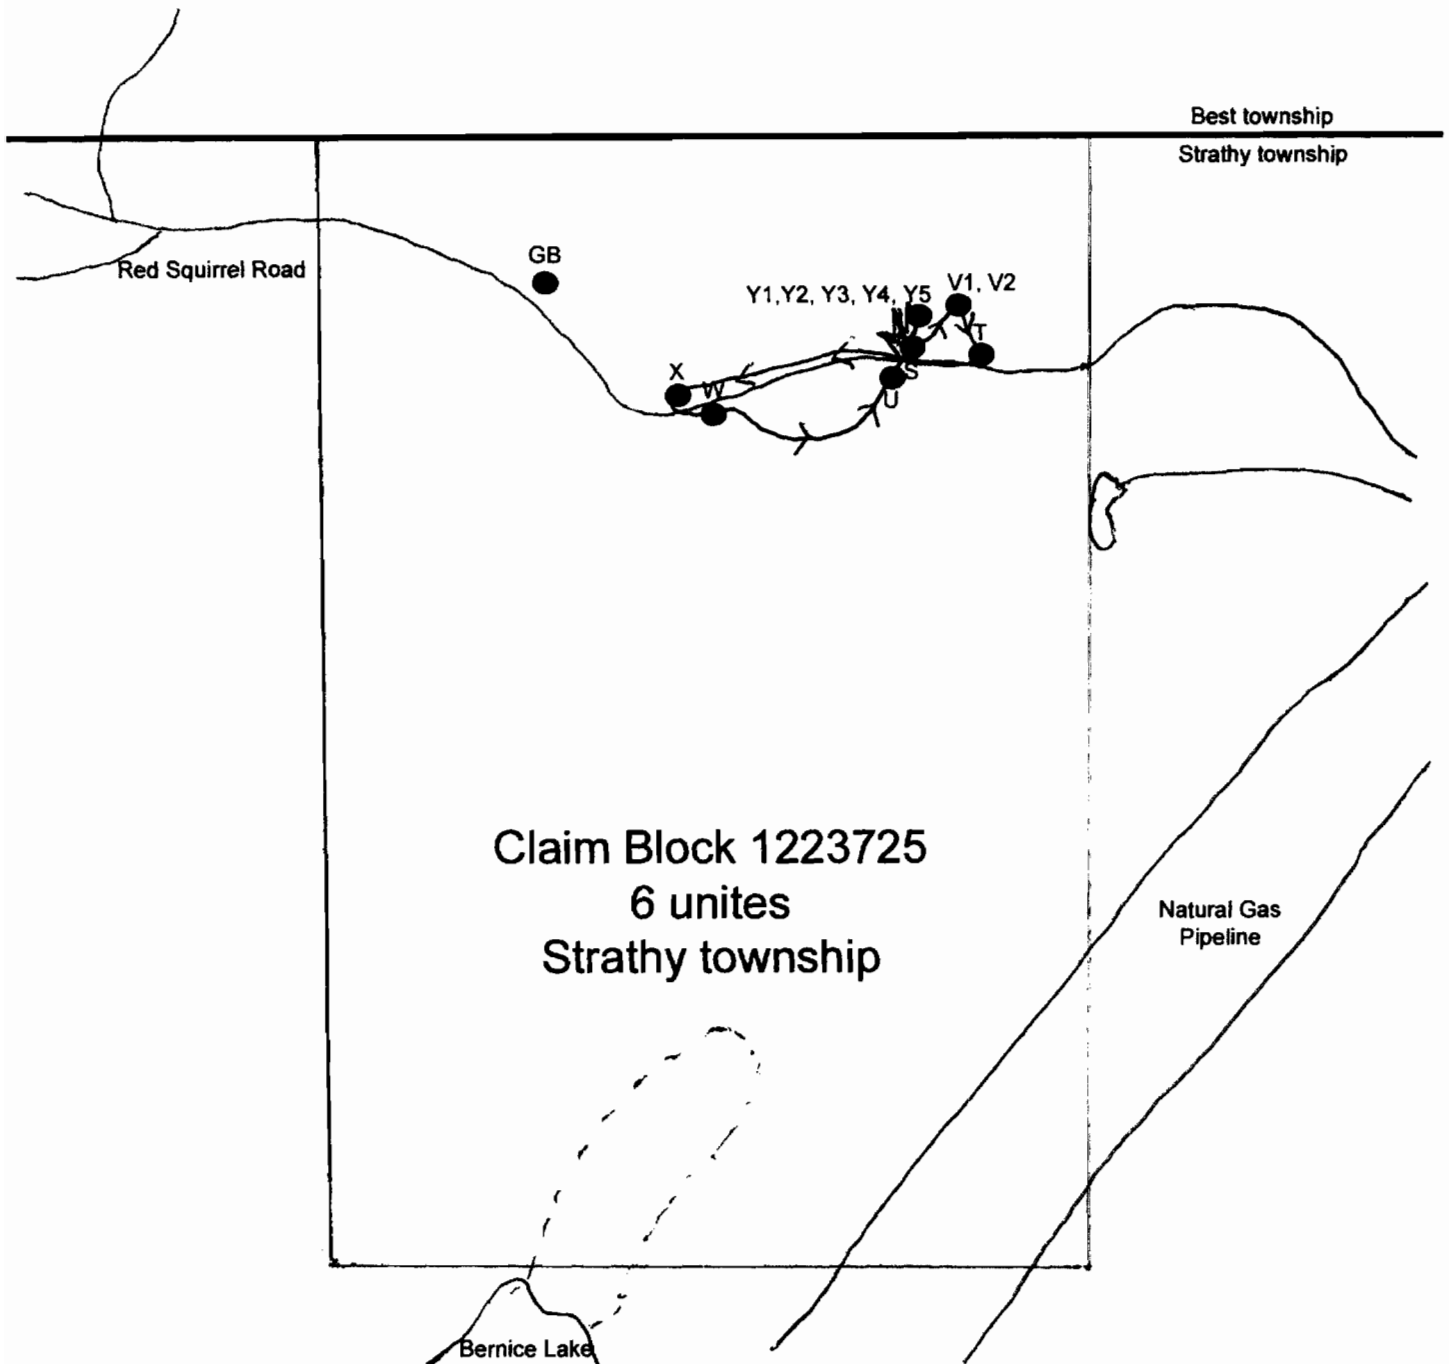 Best township
Strathy township
Red Squirrel Road
GB
Y1,Y2, Y3, Y4, Y5
V1, V2
T
X
W
S
U
Claim Block 1223725
6 unites
Strathy township
Natural Gas
Pipeline
Bernice Lake